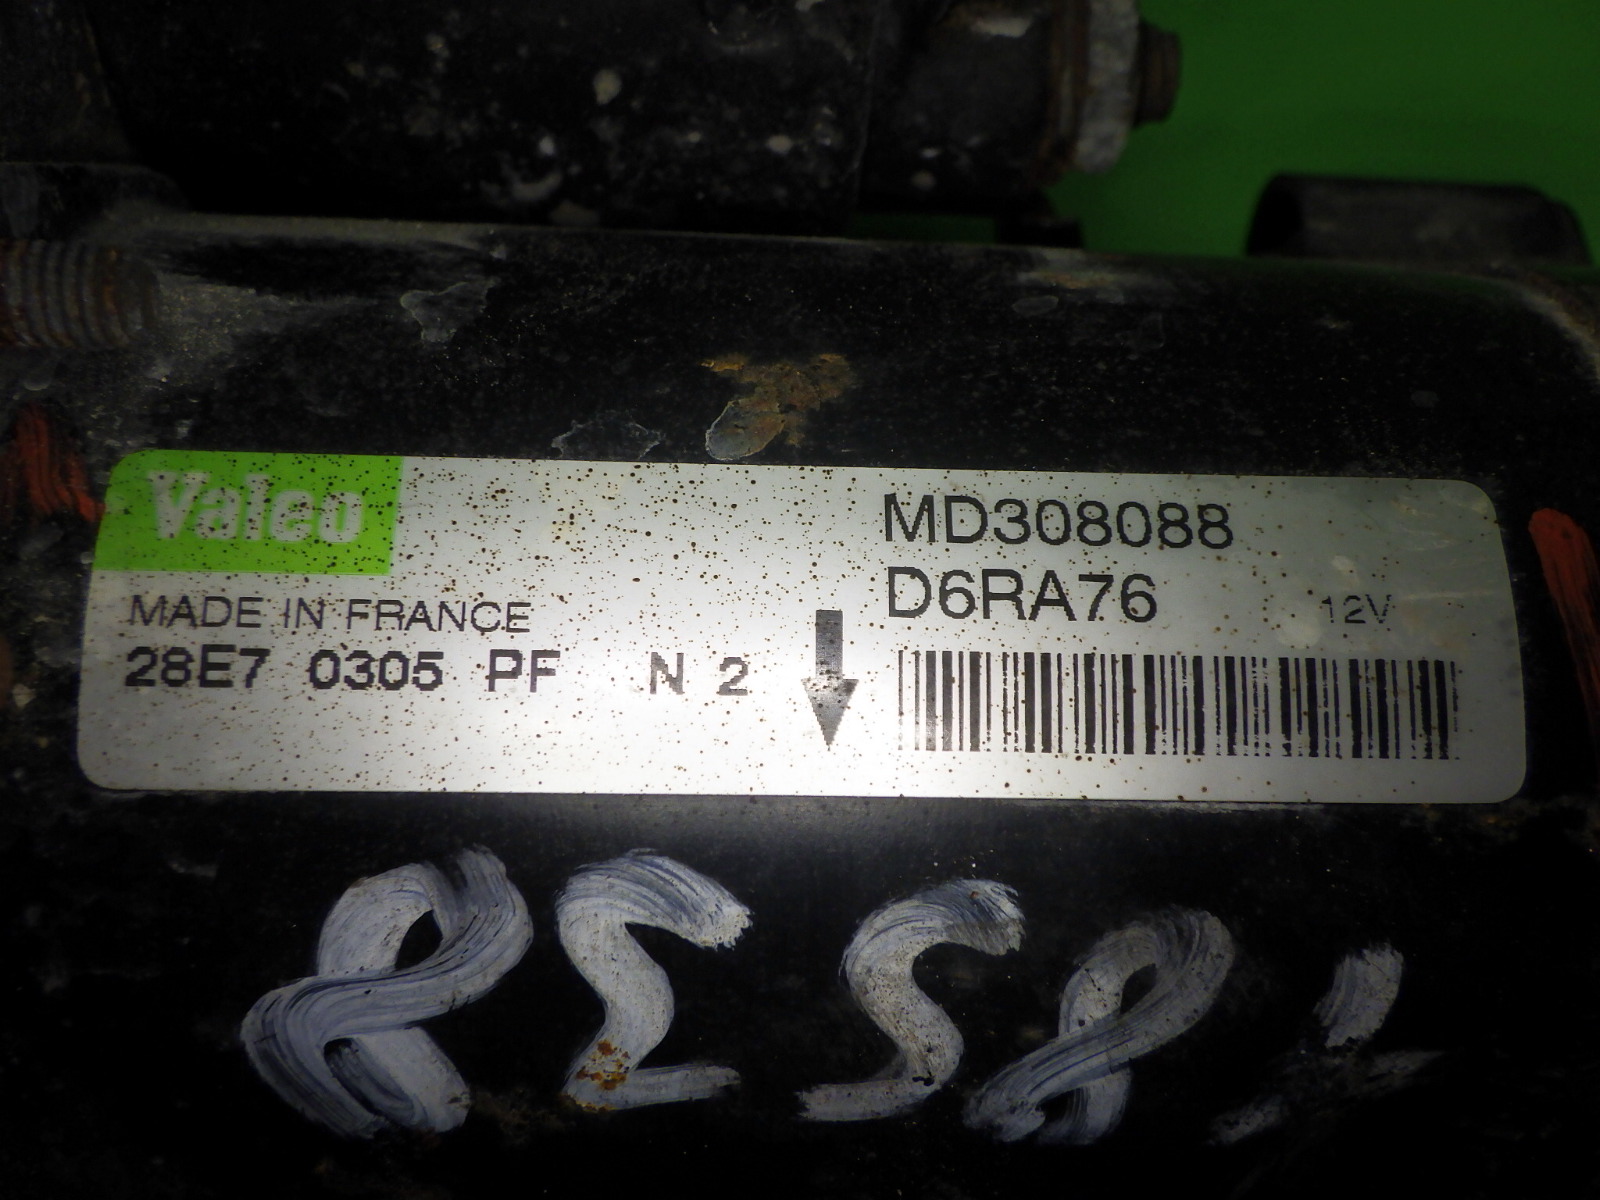 Valeo
MD308088
D6RA76
12V
MADE IN FRANCE
28E7 0305 PF N 2